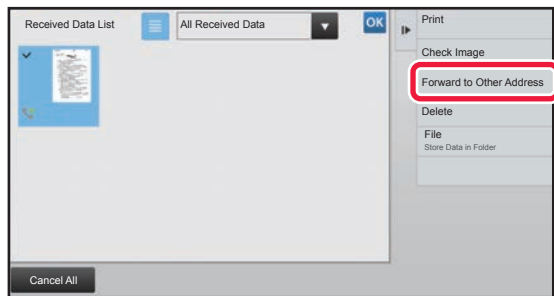 Received Data List
All Received Data
OK
Print
Check Image
Forward to Other Address
Delete
File
Store Data in Folder
Cancel All